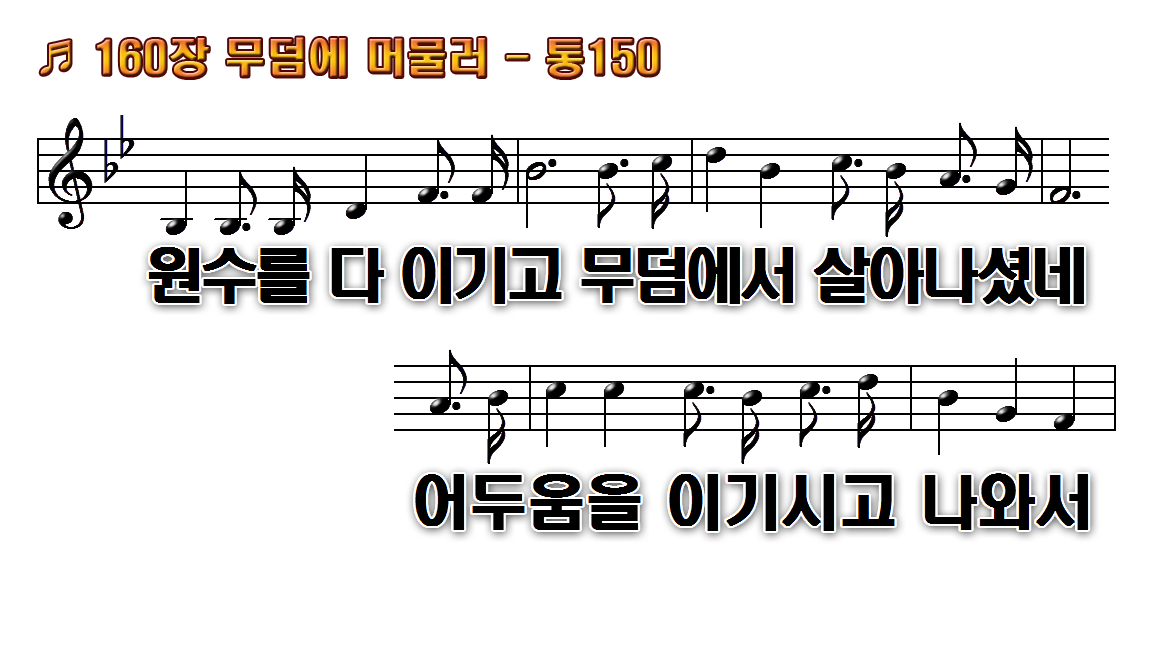 ♬ 160장 무덤에 머물러 - 통150
원수를 다 이기고 무덤에서 살아나셨네
어두움을 이기시고 나와서